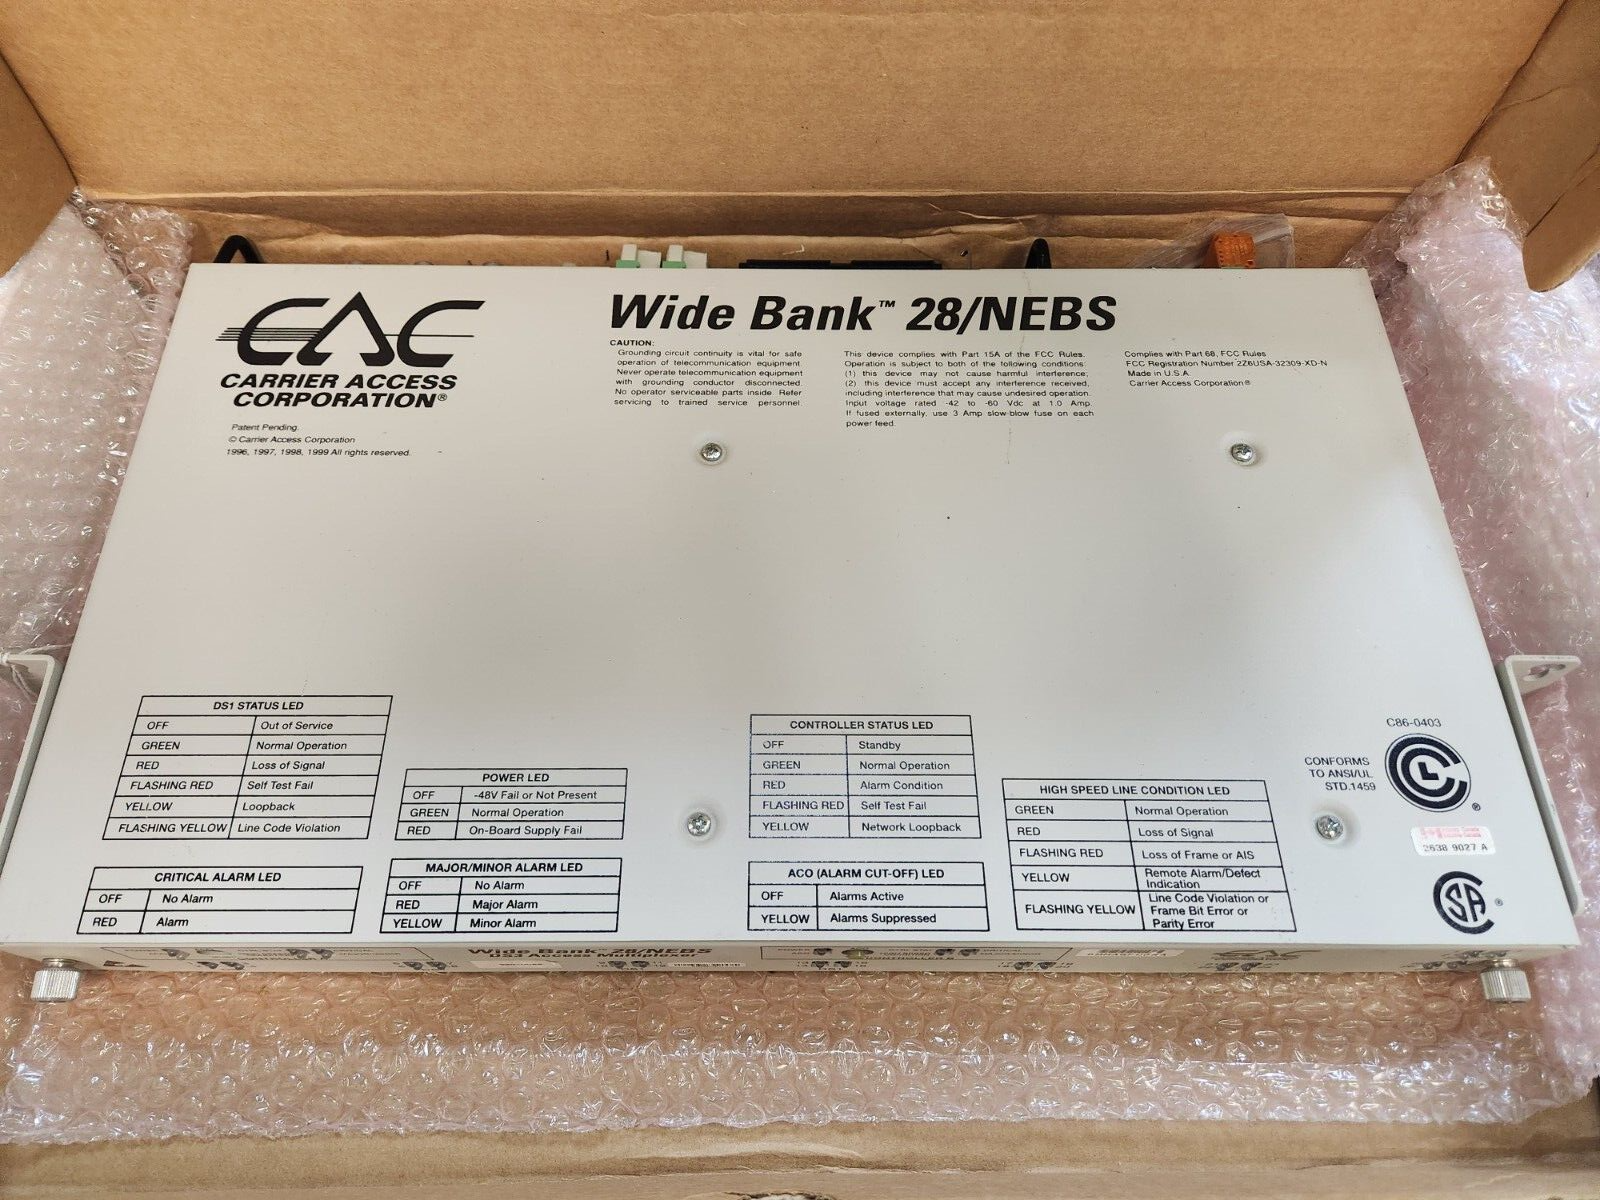 CAC
CARRIER ACCESS
CORPORATION®
Patent Pending.
© Carrier Access Corporation
1996, 1997, 1998, 1999 All rights reserved.
Wide Bank™ 28/NEBS
CAUTION:
Grounding circuit continuity is vital for safe
operation of telecommunication equipment.
Never operate telecommunication equipment
with grounding conductor disconnected.
No operator serviceable parts inside. Refer
servicing to trained service personnel.
This device complies with Part 15A of the FCC Rules.
Operation is subject to both of the following conditions:
(1) this device may not cause harmful interference;
(2) this device must accept any interference received,
including interference that may cause undesired operation.
Input voltage rated -42 to -60 Vdc at 1.0 Amp.
If fused externally, use 3 Amp slow-blow fuse on each
power feed.
Complies with Part 68, FCC Rules
FCC Registration Number 2Z6USA-32309-XD-N
Made in U.S.A.
Carrier Access Corporation®
DS1 STATUS LED
OFF Out of Service
GREEN Normal Operation
RED Loss of Signal
FLASHING RED Self Test Fail
YELLOW Loopback
FLASHING YELLOW Line Code Violation
CRITICAL ALARM LED
OFF No Alarm
RED Alarm
POWER LED
OFF -48V Fail or Not Present
GREEN Normal Operation
RED On-Board Supply Fail
MAJOR/MINOR ALARM LED
OFF No Alarm
RED Major Alarm
YELLOW Minor Alarm
CONTROLLER STATUS LED
OFF Standby
GREEN Normal Operation
RED Alarm Condition
FLASHING RED Self Test Fail
YELLOW Network Loopback
ACO (ALARM CUT-OFF) LED
OFF Alarms Active
YELLOW Alarms Suppressed
HIGH SPEED LINE CONDITION LED
GREEN Normal Operation
RED Loss of Signal
FLASHING RED Loss of Frame or AIS
YELLOW Remote Alarm/Defect
Indication
FLASHING YELLOW Line Code Violation or
Frame Bit Error or
Parity Error
C86-0403
CONFORMS
TO ANSI/UL
STD.1459
®
2638 9027 A
SA ®
Wide Bank™ 28/NEBS
DS3 Access Multiplexer
CAC